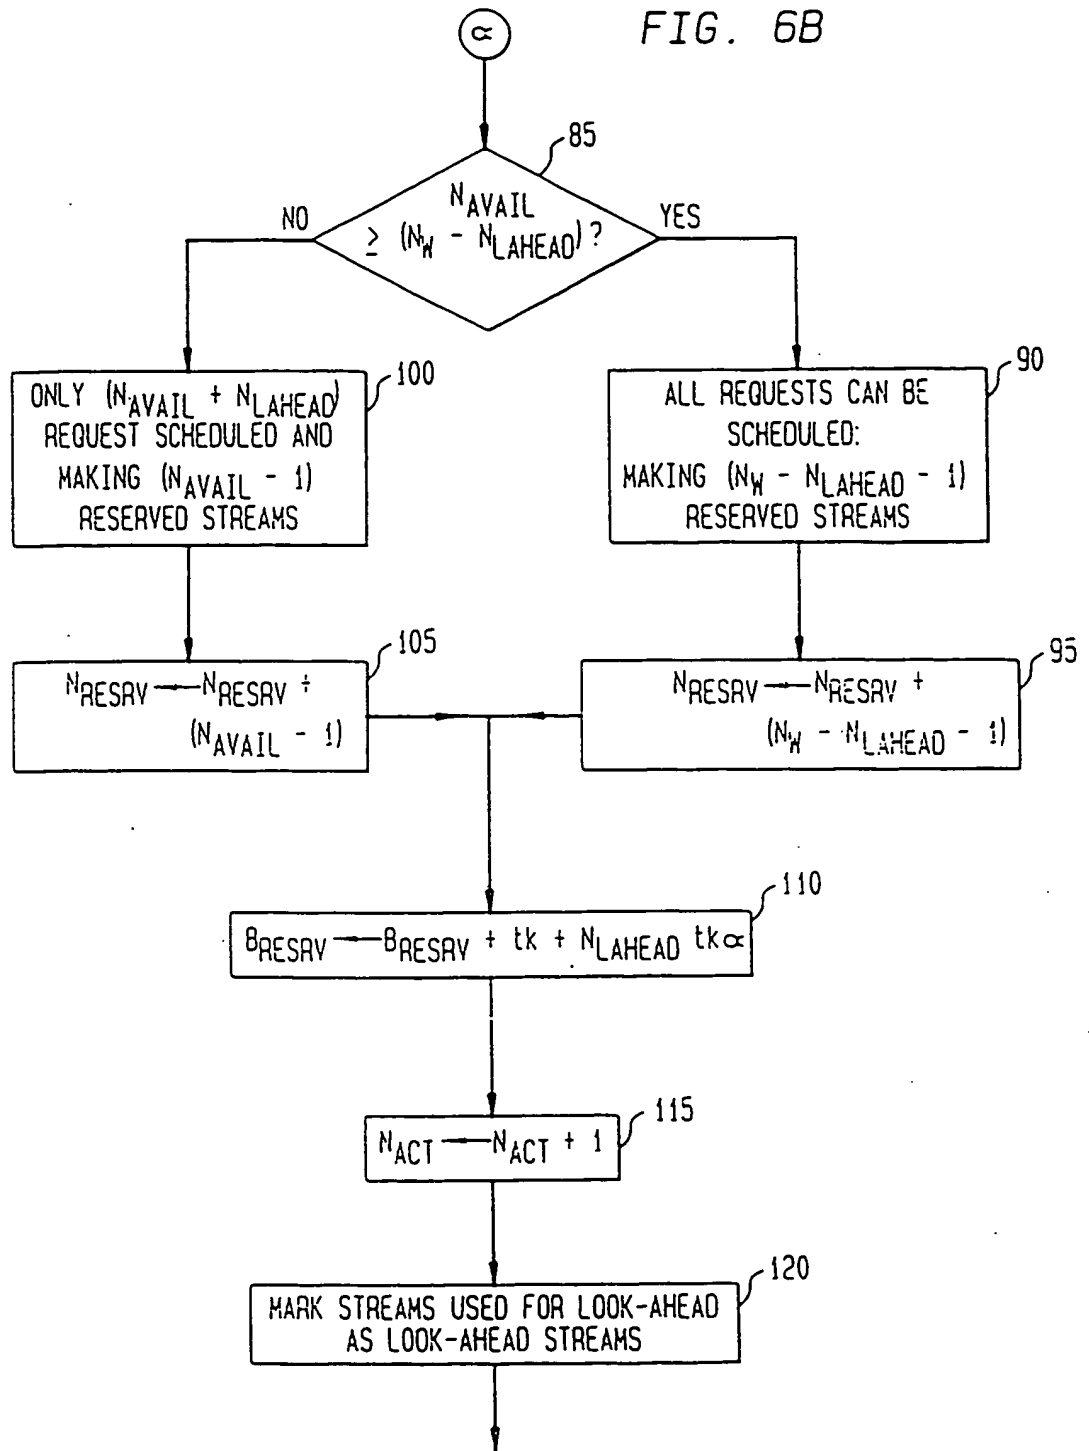 ∝
FIG. 6B
85
N_AVAIL
≥ (N_W - N_LAHEAD)?
NO
YES
100
ONLY (N_AVAIL + N_LAHEAD)
REQUEST SCHEDULED AND
MAKING (N_AVAIL - 1)
RESERVED STREAMS
90
ALL REQUESTS CAN BE
SCHEDULED:
MAKING (N_W - N_LAHEAD - 1)
RESERVED STREAMS
105
N_RESRV ← N_RESRV +
(N_AVAIL - 1)
95
N_RESRV ← N_RESRV +
(N_W - N_LAHEAD - 1)
110
B_RESRV ← B_RESRV + tk + N_LAHEAD tk∝
115
N_ACT ← N_ACT + 1
120
MARK STREAMS USED FOR LOOK-AHEAD
AS LOOK-AHEAD STREAMS